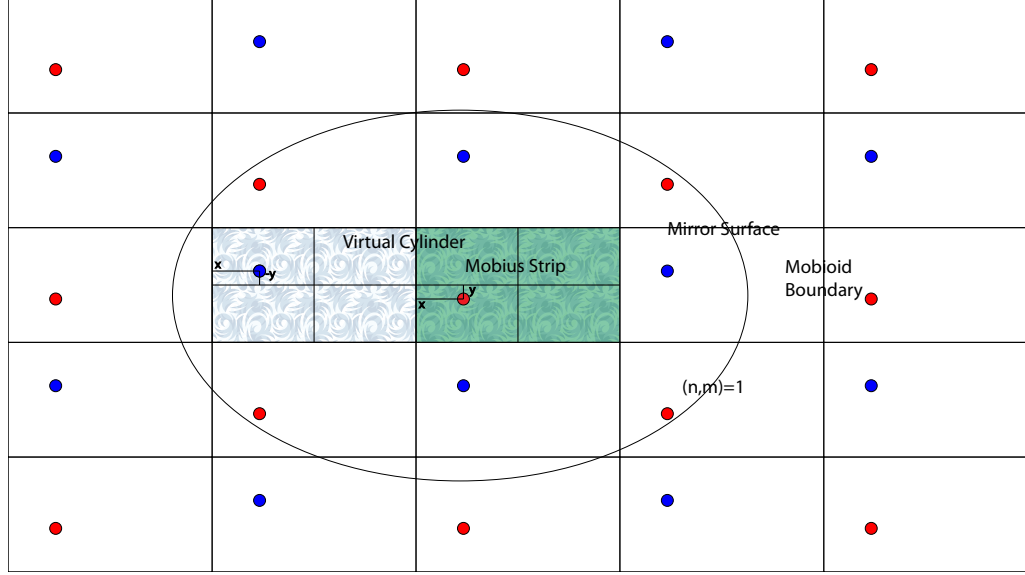 Mirror Surface
Virtual Cylinder
Mobius Strip
Mobioid
Boundary
x
-y
x
y
(n,m)=1